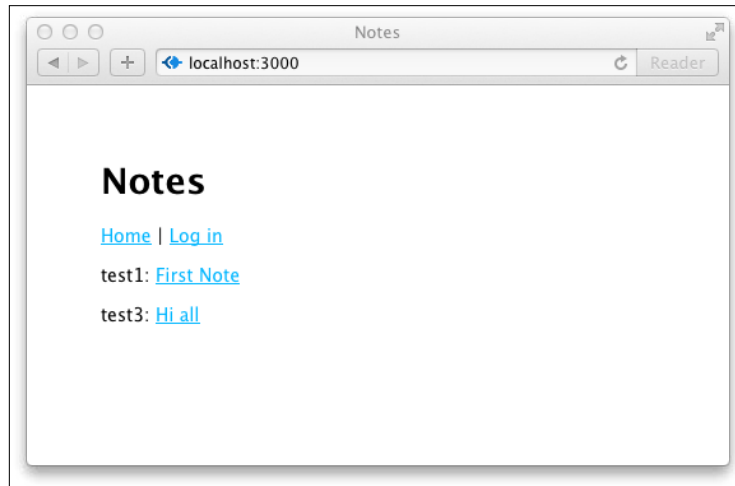 Notes
localhost:3000 Reader
Notes
Home | Log in
test1: First Note
test3: Hi all